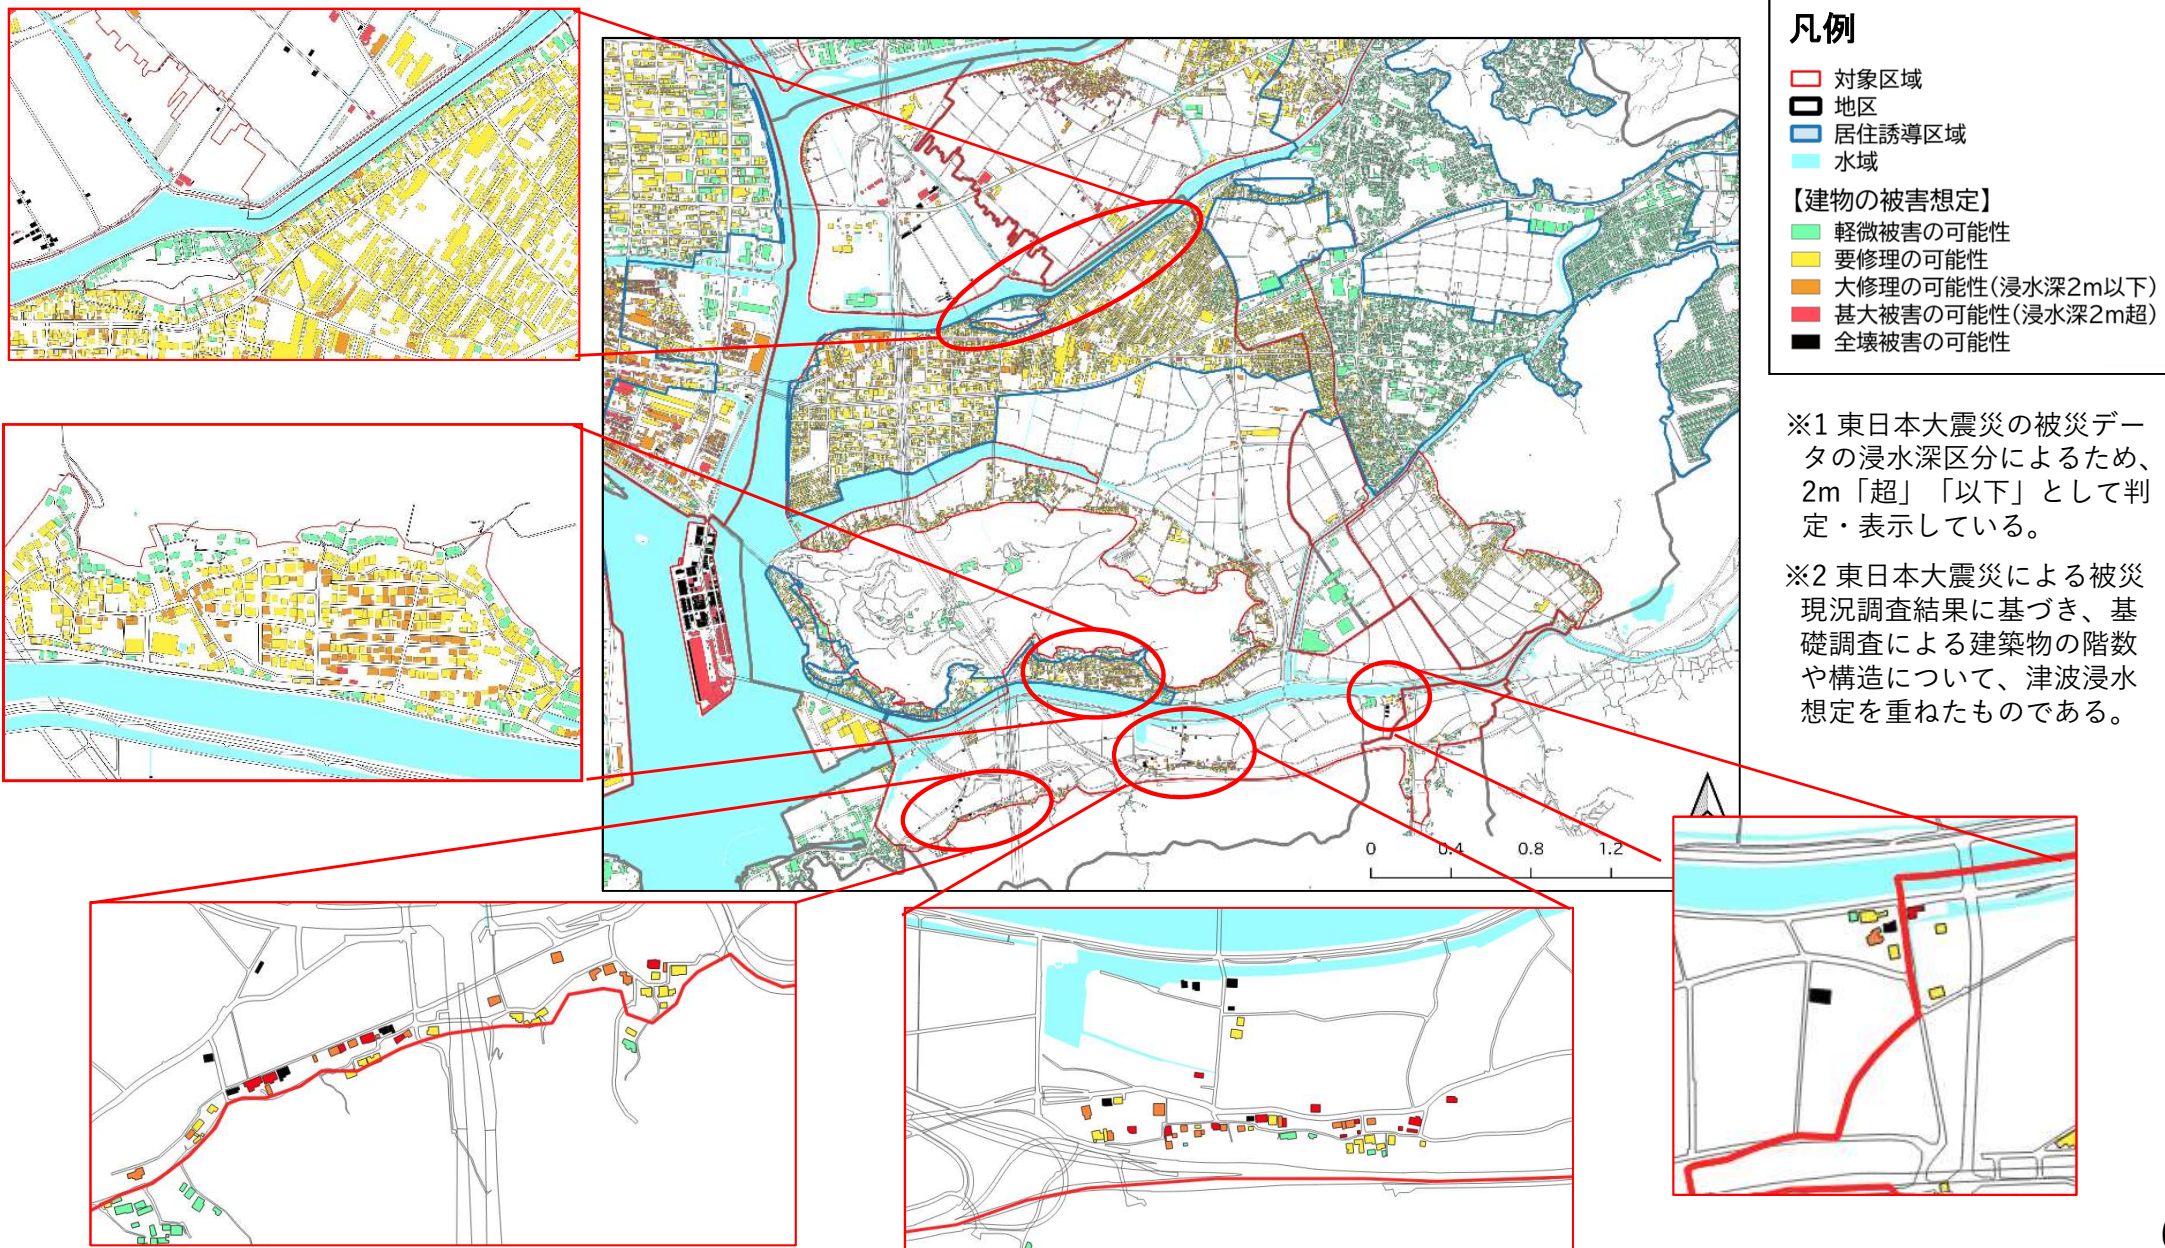 凡例
対象区域
地区
居住誘導区域
水域
【建物の被害想定】
軽微被害の可能性
要修理の可能性
大修理の可能性(浸水深2m以下)
甚大被害の可能性(浸水深2m超)
全壊被害の可能性
※1 東日本大震災の被災デー
タの浸水深区分によるため、
2m「超」「以下」として判
定・表示している。
※2 東日本大震災による被災
現況調査結果に基づき、基
礎調査による建築物の階数
や構造について、津波浸水
想定を重ねたものである。
0 0.4 0.8 1.2